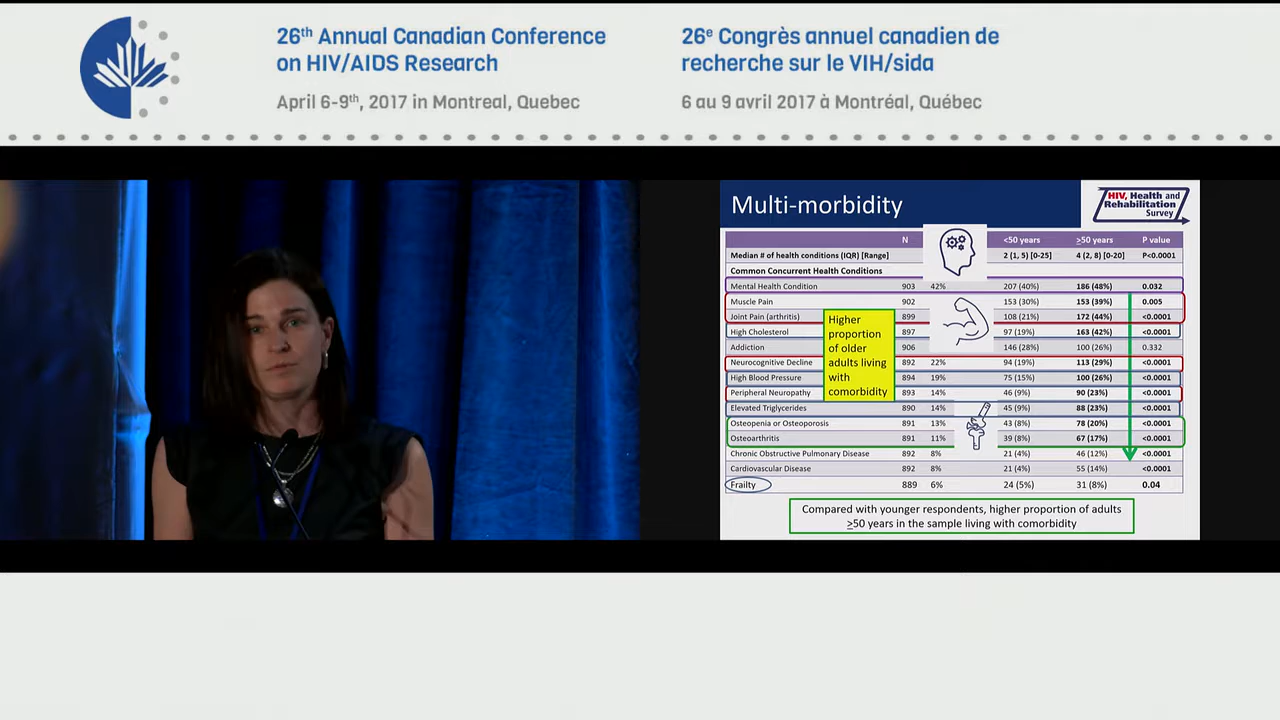 26th Annual Canadian Conference
on HIV/AIDS Research
April 6-9th, 2017 in Montreal, Quebec
26e Congrès annuel canadien de
recherche sur le VIH/sida
6 au 9 avril 2017 à Montréal, Québec
Multi-morbidity
HIV, Health and
Rehabilitation
Survey
N <50 years ≥50 years P value
Median # of health conditions (IQR) [Range] 2 (1, 5) [0-25] 4 (2, 8) [0-20] P<0.0001
Common Concurrent Health Conditions
Mental Health Condition 903 42% 207 (40%) 186 (48%) 0.032
Muscle Pain 902 153 (30%) 153 (39%) 0.005
Joint Pain (arthritis) 899 108 (21%) 172 (44%) <0.0001
High Cholesterol 897 97 (19%) 163 (42%) <0.0001
Addiction 906 146 (28%) 100 (26%) 0.332
Neurocognitive Decline 892 22% 94 (19%) 113 (29%) <0.0001
High Blood Pressure 894 19% 75 (15%) 100 (26%) <0.0001
Peripheral Neuropathy 893 14% 46 (9%) 90 (23%) <0.0001
Elevated Triglycerides 890 14% 45 (9%) 88 (23%) <0.0001
Osteopenia or Osteoporosis 891 13% 43 (8%) 78 (20%) <0.0001
Osteoarthritis 891 11% 39 (8%) 67 (17%) <0.0001
Chronic Obstructive Pulmonary Disease 892 8% 21 (4%) 46 (12%) <0.0001
Cardiovascular Disease 892 8% 21 (4%) 55 (14%) <0.0001
Frailty 889 6% 24 (5%) 31 (8%) 0.04
Higher
proportion
of older
adults living
with
comorbidity
Compared with younger respondents, higher proportion of adults
≥50 years in the sample living with comorbidity